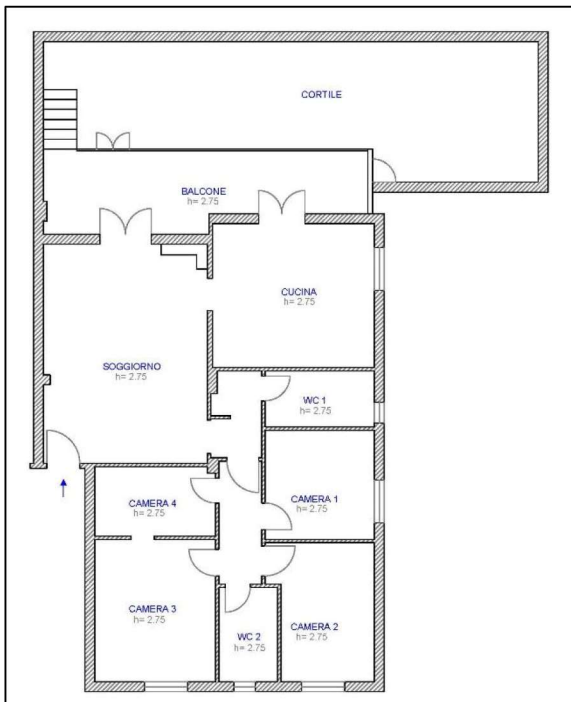 CORTILE
BALCONE
h= 2.75
CUCINA
h= 2.75
SOGGIORNO
h= 2.75
WC 1
h= 2.75
CAMERA 1
h= 2.75
CAMERA 4
h= 2.75
CAMERA 3
h= 2.75
WC 2
h= 2.75
CAMERA 2
h= 2.75